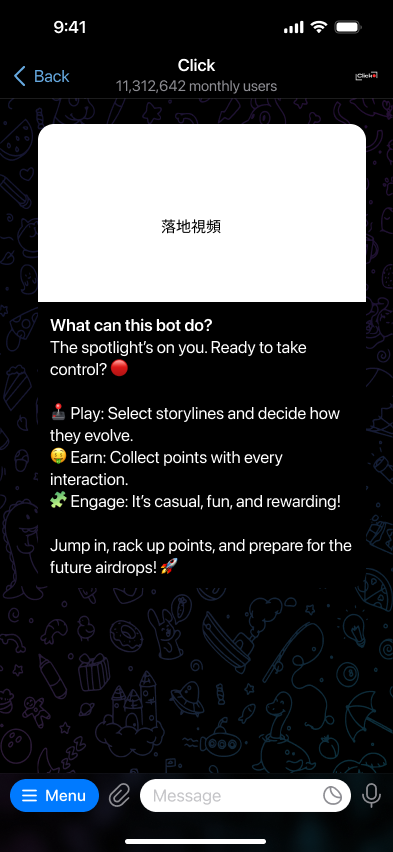 9:41
Back
Click
11,312,642 monthly users
Click
落地視頻
What can this bot do?
The spotlight's on you. Ready to take
control? 🔴
🕹️ Play: Select storylines and decide how
they evolve.
🤑 Earn: Collect points with every
interaction.
🧩 Engage: It's casual, fun, and rewarding!
Jump in, rack up points, and prepare for the
future airdrops! 🚀
Menu
Message